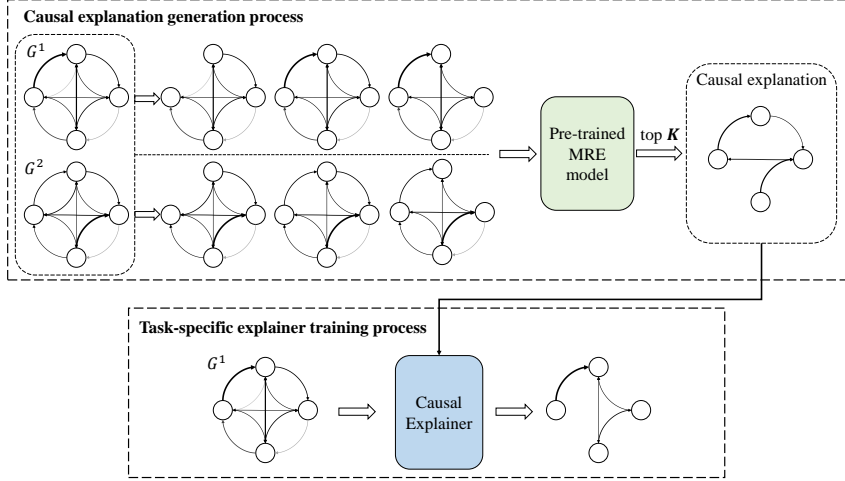 Causal explanation generation process
G¹
G²
Pre-trained
MRE
model
top K
Causal explanation
Task-specific explainer training process
G¹
Causal
Explainer